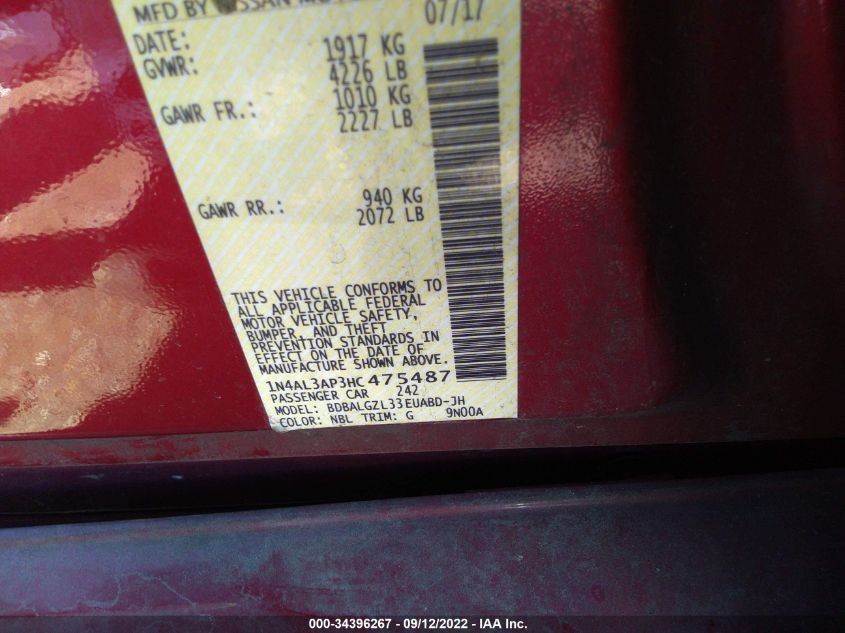 MFD BY NISSAN
DATE: 07/17
GVWR: 1917 KG
4226 LB
GAWR FR.: 1010 KG
2227 LB
GAWR RR.: 940 KG
2072 LB
THIS VEHICLE CONFORMS TO
ALL APPLICABLE FEDERAL
MOTOR VEHICLE SAFETY,
BUMPER, AND THEFT
PREVENTION STANDARDS IN
EFFECT ON THE DATE OF
MANUFACTURE SHOWN ABOVE.
1N4AL3AP3HC475487
PASSENGER CAR 242
MODEL: BDBALGZL33EUABD-JH
COLOR: NBL TRIM: G 9N00A
000-34396267 - 09/12/2022 - IAA Inc.